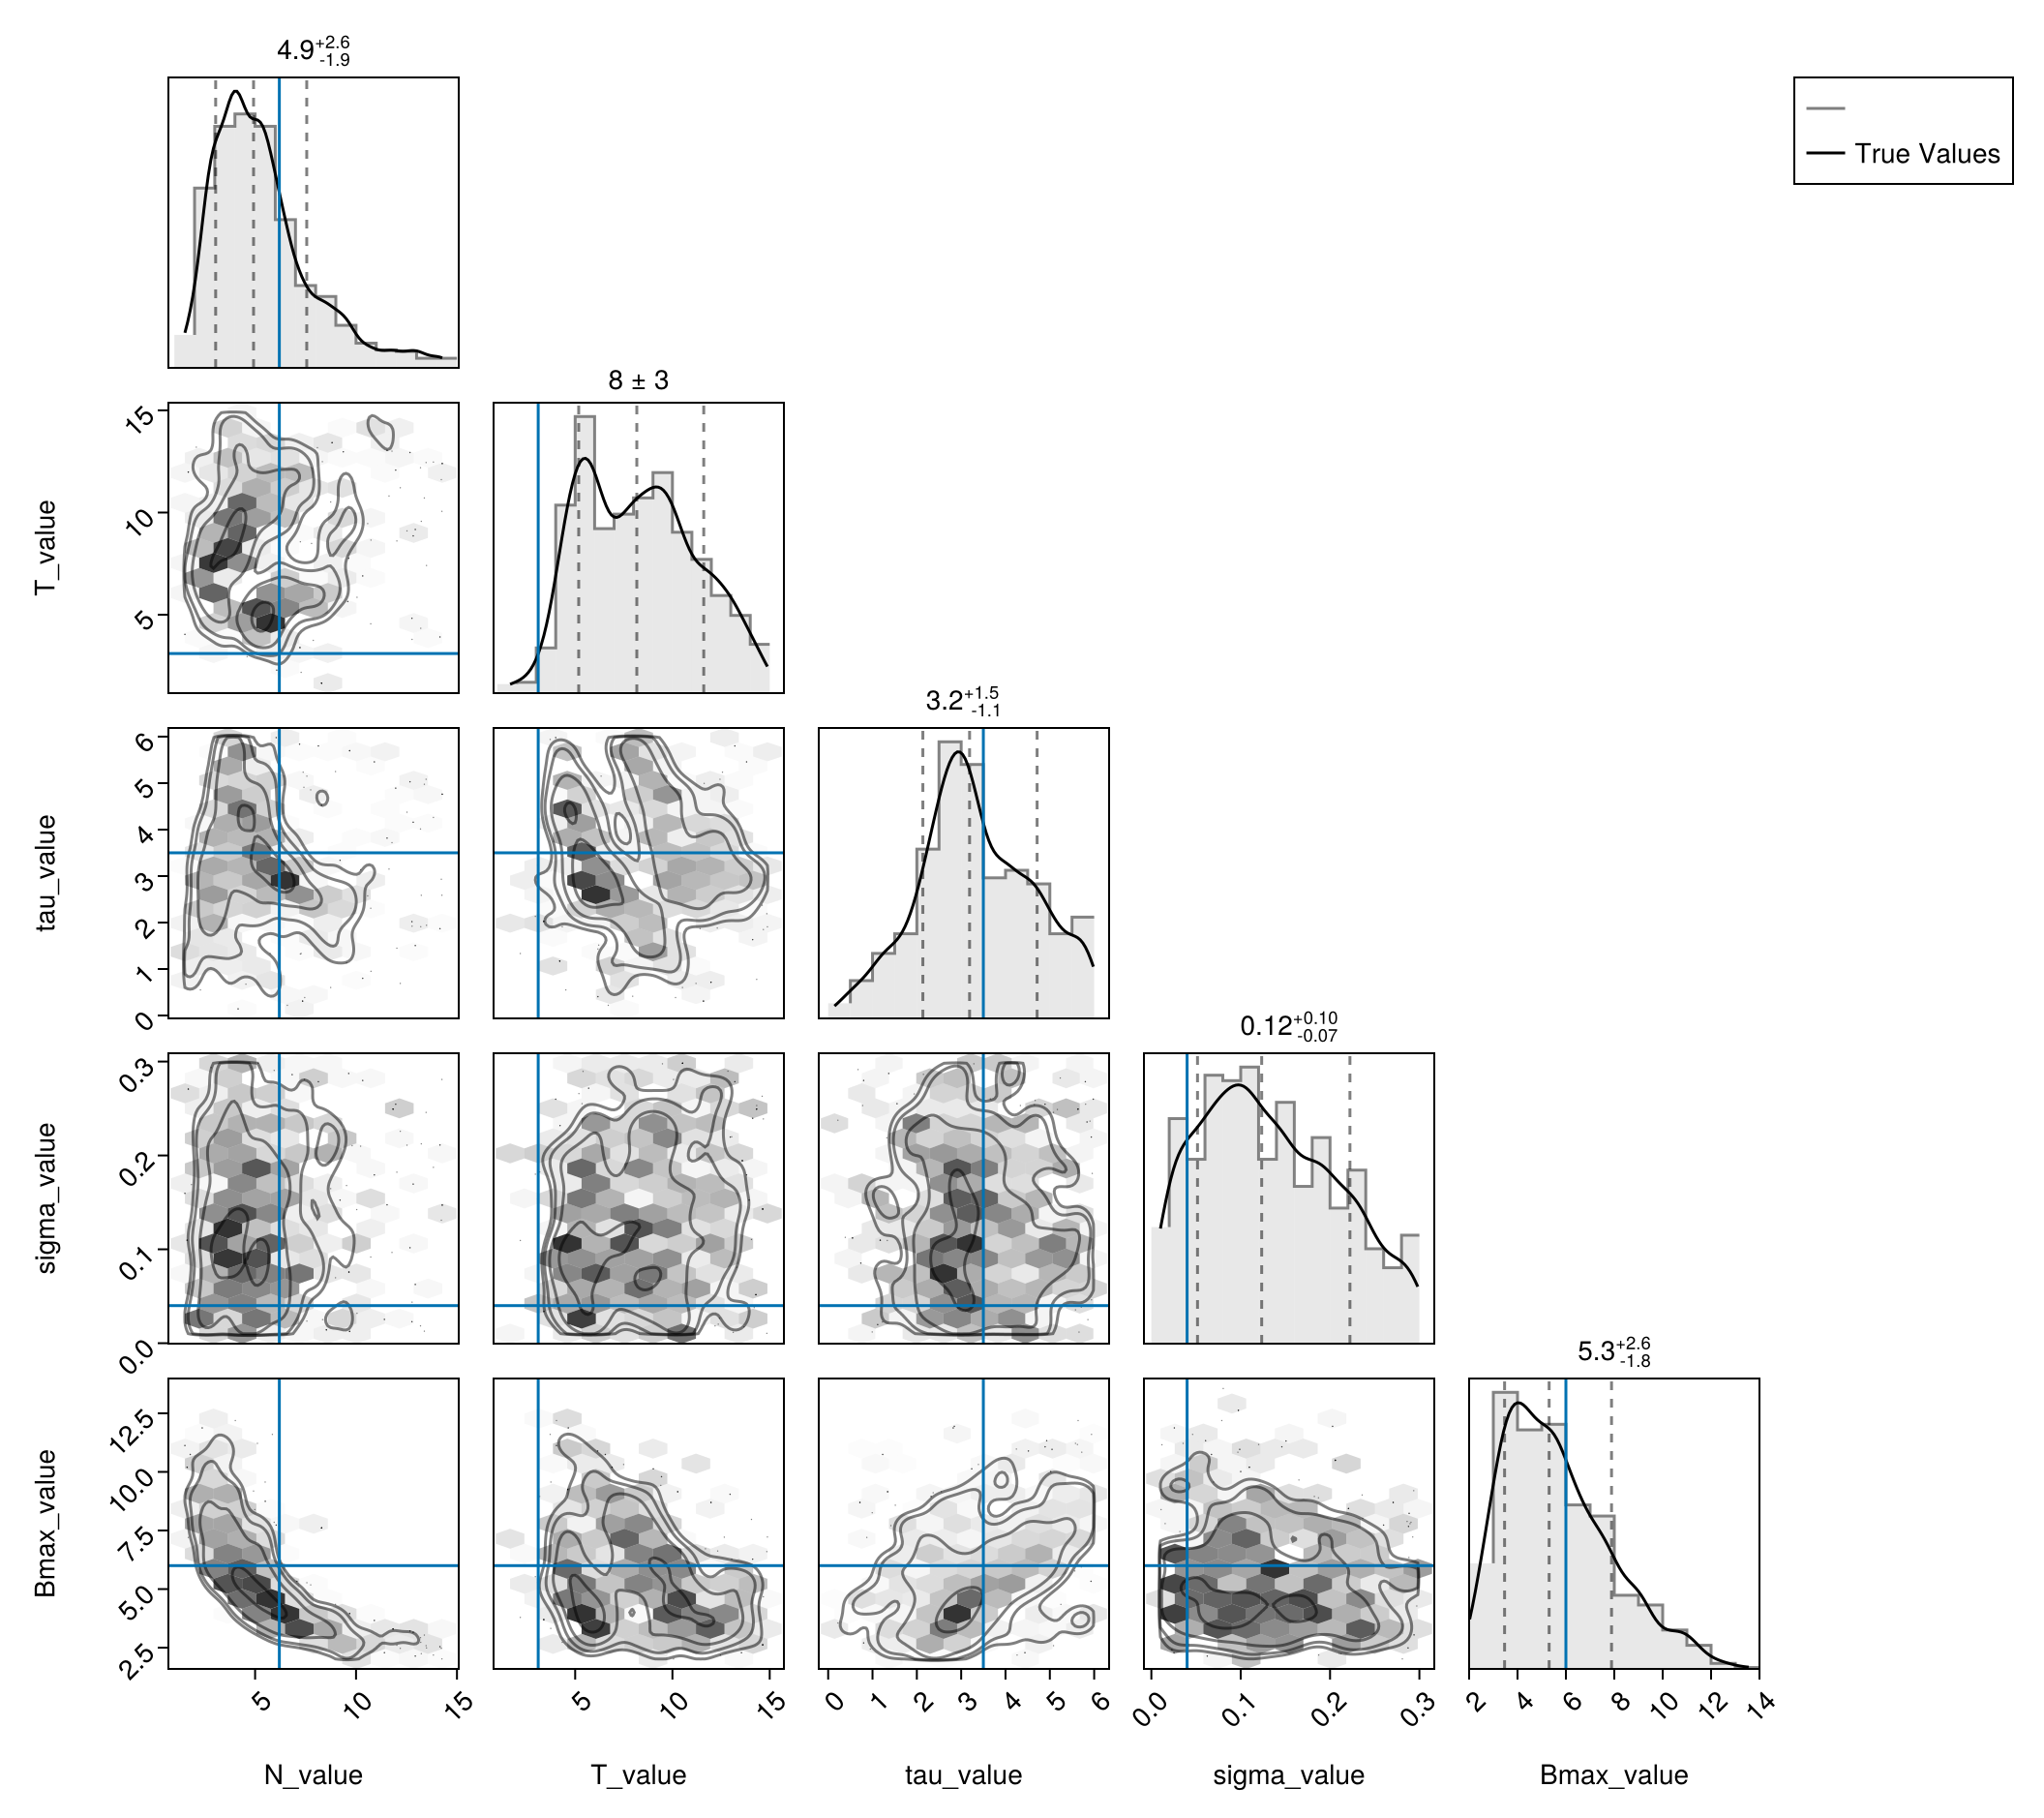 4.9+2.6 -1.9
True Values
8 ± 3
15
10
5
T_value
3.2+1.5 -1.1
6
5
4
3
2
1
0
tau_value
0.12+0.10 -0.07
0.3
0.2
0.11
0.0
sigma_value
5.3+2.6 -1.8
12.5
10.0
7.5
5.0
2.5
Bmax_value
5 10 15
5 10 15
0 1 2 3 4 5 6
0.0 0.1 0.2 0.3
2 4 6 8 10 12 14
N_value T_value tau_value sigma_value Bmax_value